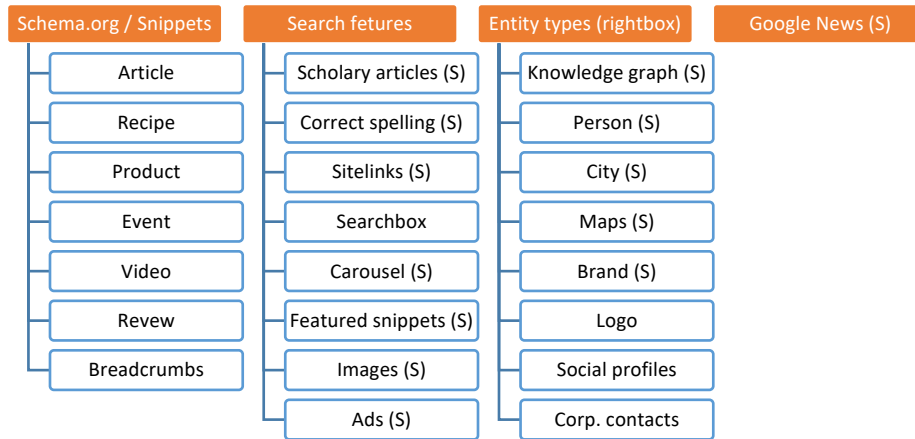 Schema.org / Snippets
Article
Recipe
Product
Event
Video
Revew
Breadcrumbs
Search fetures
Scholary articles (S)
Correct spelling (S)
Sitelinks (S)
Searchbox
Carousel (S)
Featured snippets (S)
Images (S)
Ads (S)
Entity types (rightbox)
Knowledge graph (S)
Person (S)
City (S)
Maps (S)
Brand (S)
Logo
Social profiles
Corp. contacts
Google News (S)